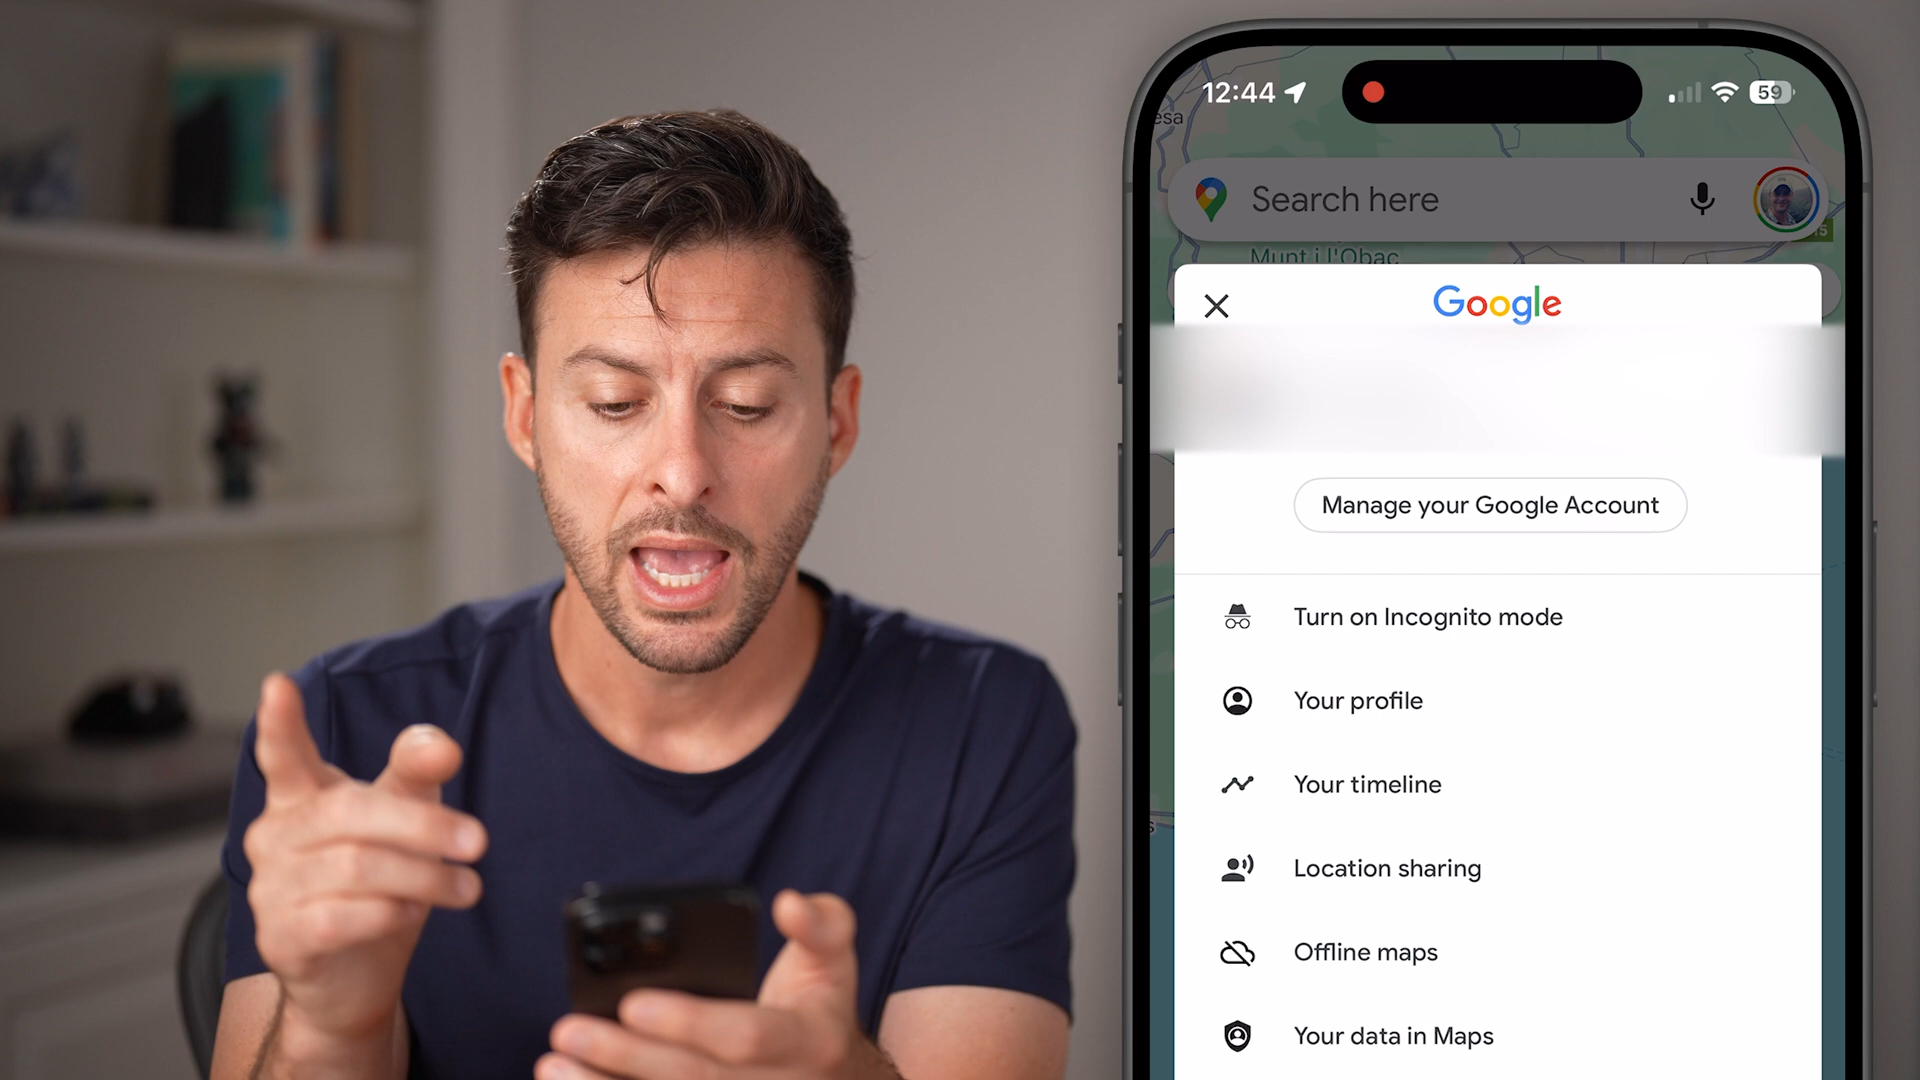 12:44
59
esa
Search here
15
Munt i l'Obac
Google
Manage your Google Account
Turn on Incognito mode
Your profile
Your timeline
Location sharing
s
Offline maps
Your data in Maps